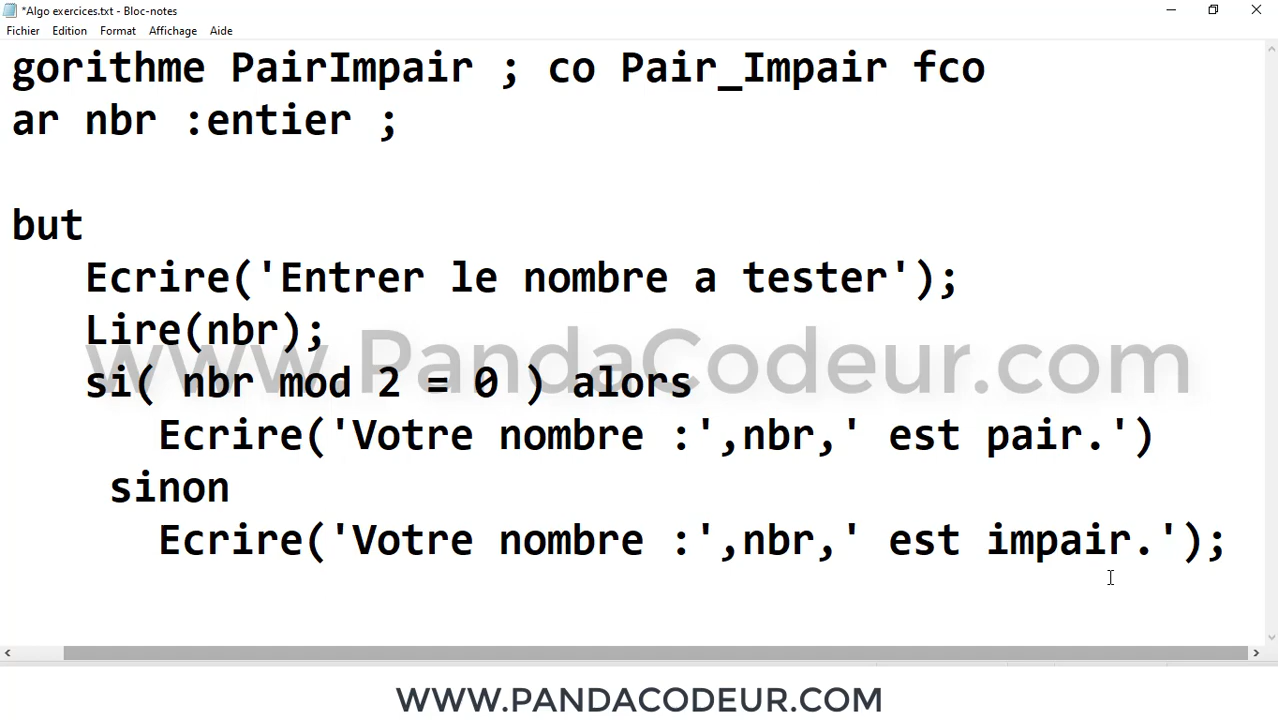 *Algo exercices.txt - Bloc-notes
Fichier Edition Format Affichage Aide
gorithme PairImpair ; co Pair_Impair fco
ar nbr :entier ;
but
Ecrire('Entrer le nombre a tester');
Lire(nbr);
www.PandaCodeur.com
si( nbr mod 2 = 0 ) alors
Ecrire('Votre nombre :',nbr,' est pair.')
sinon
Ecrire('Votre nombre :',nbr,' est impair.');
WWW.PANDACODEUR.COM